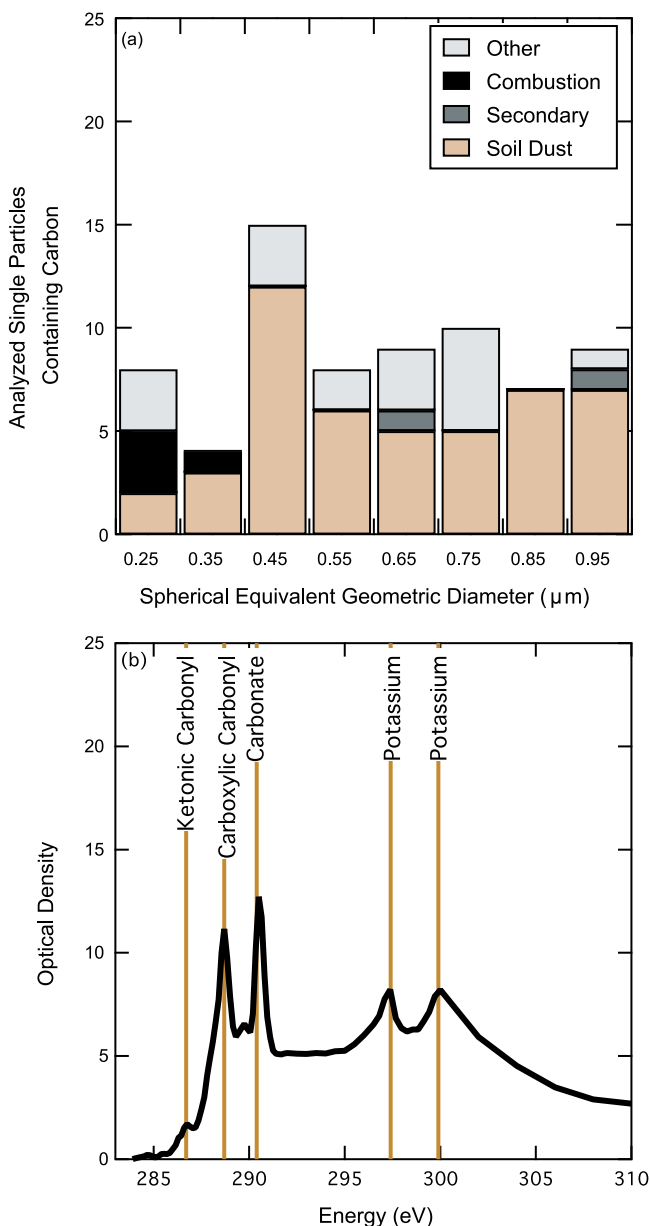 (a)
25
20
15
10
5
0
Other
Combustion
Secondary
Soil Dust
Analyzed Single Particles
Containing Carbon
0.25 0.35 0.45 0.55 0.65 0.75 0.85 0.95
Spherical Equivalent Geometric Diameter (µm)
(b)
25
20
15
10
5
0
Optical Density
Ketonic Carbonyl
Carboxylic Carbonyl
Carbonate
Potassium
Potassium
285 290 295 300 305 310
Energy (eV)